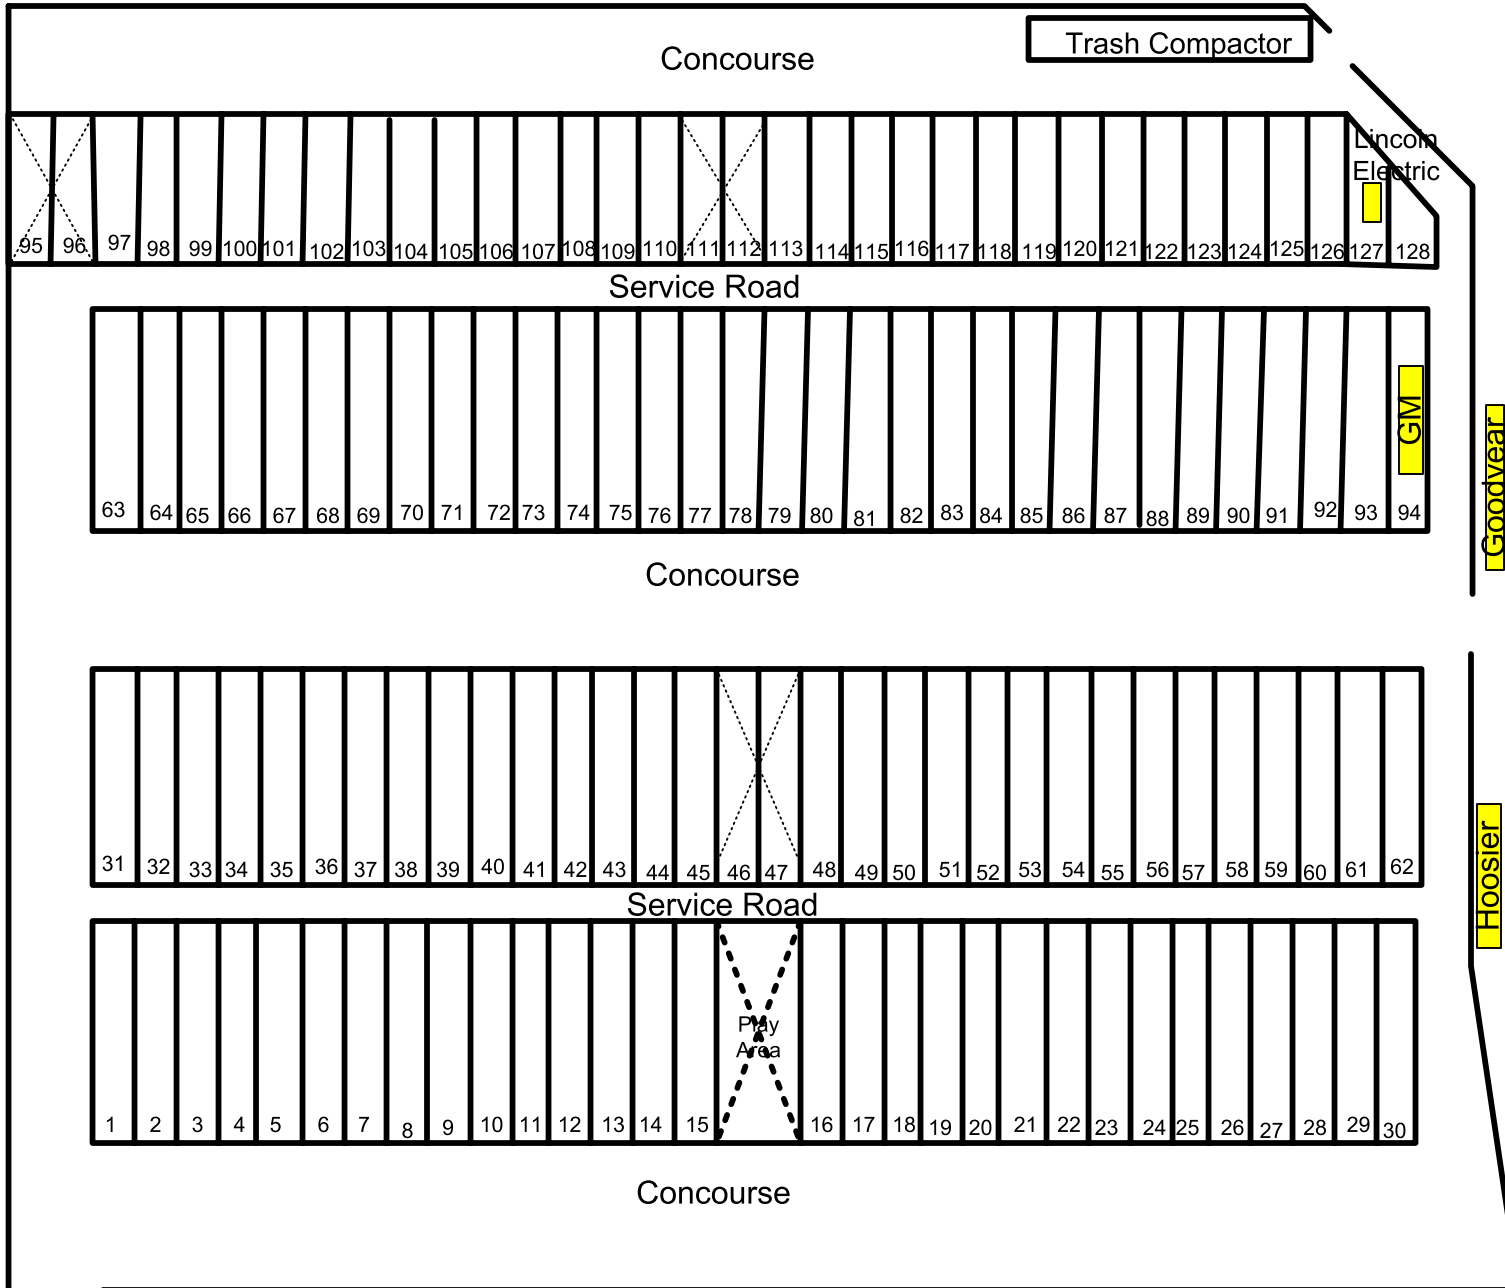 Concourse
Trash Compactor
Lincoln
Electric
95 96 97 98 99 100 101 102 103 104 105 106 107 108 109 110 111 112 113 114 115 116 117 118 119 120 121 122 123 124 125 126 127 128
Service Road
GM
Goodyear
63 64 65 66 67 68 69 70 71 72 73 74 75 76 77 78 79 80 81 82 83 84 85 86 87 88 89 90 91 92 93 94
Concourse
Hoosier
31 32 33 34 35 36 37 38 39 40 41 42 43 44 45 46 47 48 49 50 51 52 53 54 55 56 57 58 59 60 61 62
Service Road
Play
Area
1 2 3 4 5 6 7 8 9 10 11 12 13 14 15 16 17 18 19 20 21 22 23 24 25 26 27 28 29 30
Concourse